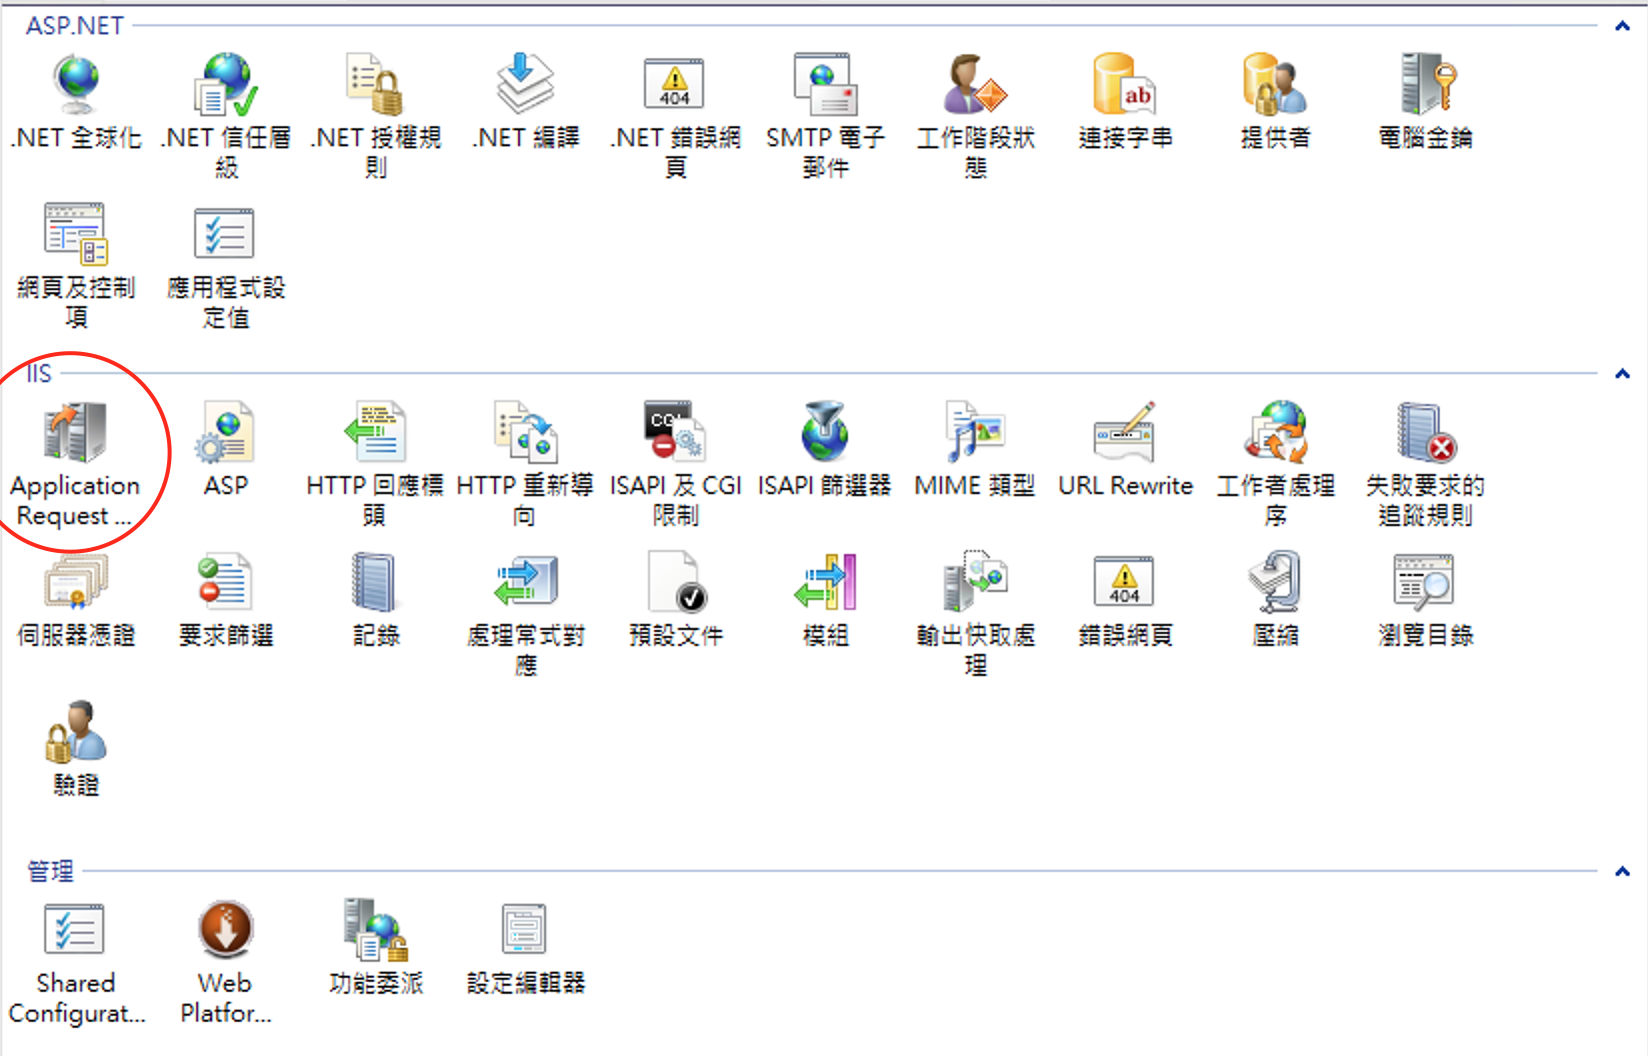 ASP.NET
.NET 全球化
.NET 信任層
級
.NET 授權規
則
.NET 編譯
404
.NET 錯誤網
頁
SMTP 電子
郵件
工作階段狀
態
ab
連接字串
提供者
電腦金鑰
網頁及控制
項
應用程式設
定值
IIS
Application
Request ...
ASP
HTTP 回應標
頭
HTTP 重新導
向
CGI
ISAPI 及 CGI
限制
ISAPI 篩選器
MIME 類型
URL Rewrite
工作者處理
序
失敗要求的
追蹤規則
伺服器憑證
要求篩選
記錄
處理常式對
應
預設文件
模組
輸出快取處
理
404
錯誤網頁
壓縮
瀏覽目錄
驗證
管理
Shared
Configurat...
Web
Platfor...
功能委派
設定編輯器